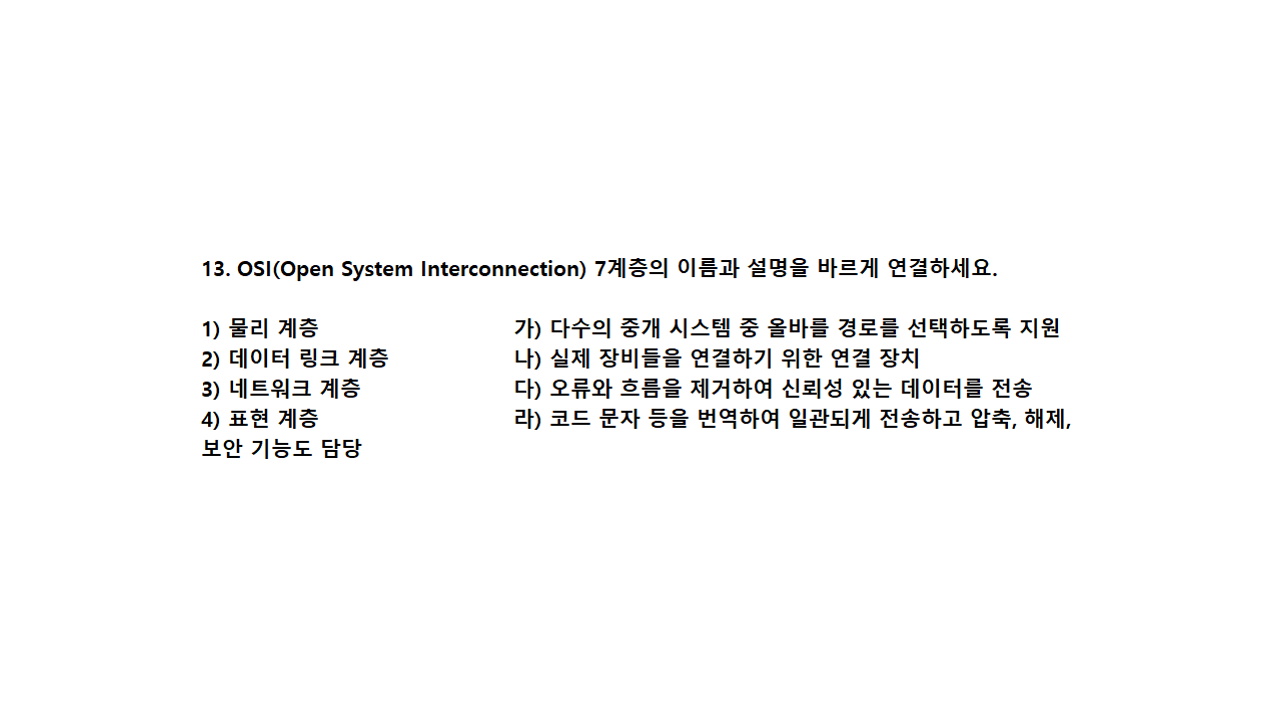 13. OSI(Open System Interconnection) 7계층의 이름과 설명을 바르게 연결하세요.
1) 물리 계층 가) 다수의 중개 시스템 중 올바를 경로를 선택하도록 지원
2) 데이터 링크 계층 나) 실제 장비들을 연결하기 위한 연결 장치
3) 네트워크 계층 다) 오류와 흐름을 제거하여 신뢰성 있는 데이터를 전송
4) 표현 계층 라) 코드 문자 등을 번역하여 일관되게 전송하고 압축, 해제,
보안 기능도 담당